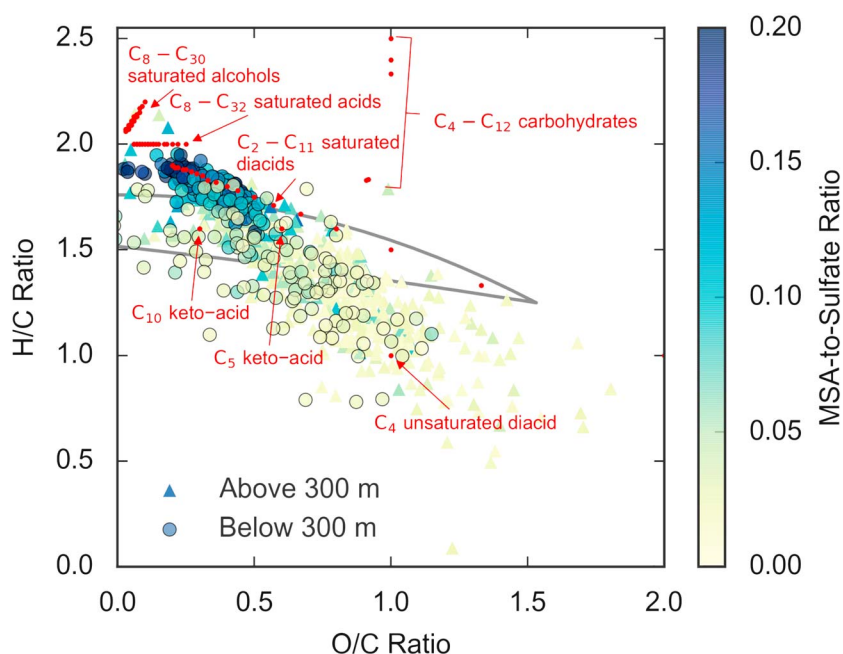 2.5
2.0
1.5
1.0
0.5
0.0
H/C Ratio
C₈ − C₃₀
saturated alcohols
C₈ − C₃₂ saturated acids
C₂ − C₁₁ saturated
diacids
C₄ − C₁₂ carbohydrates
C₁₀ keto−acid
C₅ keto−acid
C₄ unsaturated diacid
Above 300 m
Below 300 m
0.0 0.5 1.0 1.5 2.0
O/C Ratio
0.20
0.15
0.10
0.05
0.00
MSA-to-Sulfate Ratio